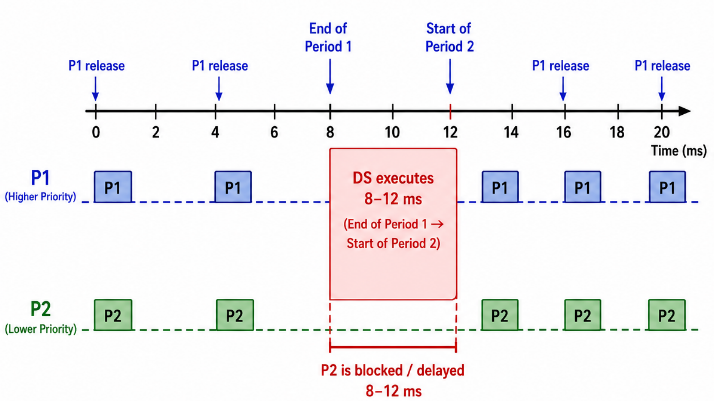 End of
Period 1
Start of
Period 2
P1 release
P1 release
P1 release
P1 release
0 2 4 6 8 10 12 14 16 18 20
Time (ms)
P1
(Higher Priority)
P1
P1
DS executes
8–12 ms
(End of Period 1 →
Start of Period 2)
P1
P1
P1
P2
(Lower Priority)
P2
P2
P2
P2
P2
P2 is blocked / delayed
8–12 ms